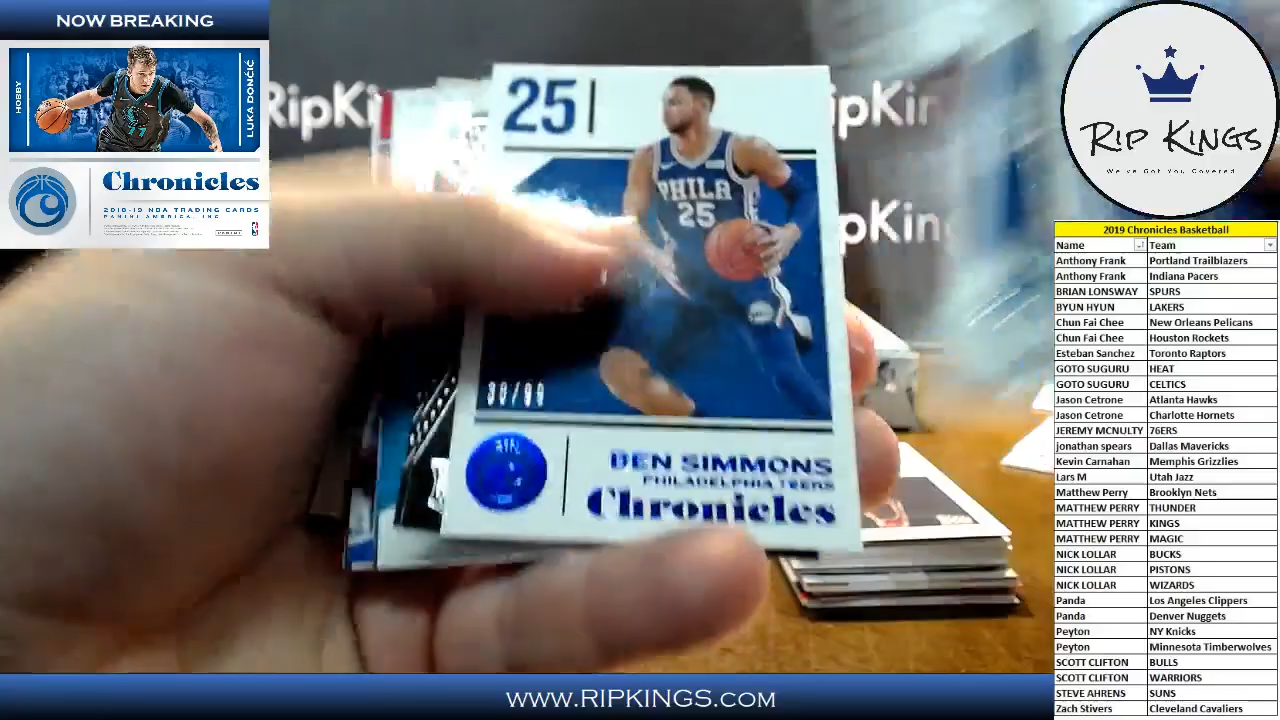 NOW BREAKING
HOBBY
LUKA DONČIĆ
Chronicles
2018-19 NBA TRADING CARDS
PANINI AMERICA, INC.
PANINI
RipKi
ipKin
pKin
25
PHILA
25
BEN SIMMONS
PHILADELPHIA 76ERS
Chronicles
RIP KINGS
We've Got You Covered
2019 Chronicles Basketball
Name Team
Anthony Frank Portland Trailblazers
Anthony Frank Indiana Pacers
BRIAN LONSWAY SPURS
BYUN HYUN LAKERS
Chun Fai Chee New Orleans Pelicans
Chun Fai Chee Houston Rockets
Esteban Sanchez Toronto Raptors
GOTO SUGURU HEAT
GOTO SUGURU CELTICS
Jason Cetrone Atlanta Hawks
Jason Cetrone Charlotte Hornets
JEREMY MCNULTY 76ERS
jonathan spears Dallas Mavericks
Kevin Carnahan Memphis Grizzlies
Lars M Utah Jazz
Matthew Perry Brooklyn Nets
MATTHEW PERRY THUNDER
MATTHEW PERRY KINGS
MATTHEW PERRY MAGIC
NICK LOLLAR BUCKS
NICK LOLLAR PISTONS
NICK LOLLAR WIZARDS
Panda Los Angeles Clippers
Panda Denver Nuggets
Peyton NY Knicks
Peyton Minnesota Timberwolves
SCOTT CLIFTON BULLS
SCOTT CLIFTON WARRIORS
STEVE AHRENS SUNS
Zach Stivers Cleveland Cavaliers
WWW.RIPKINGS.COM